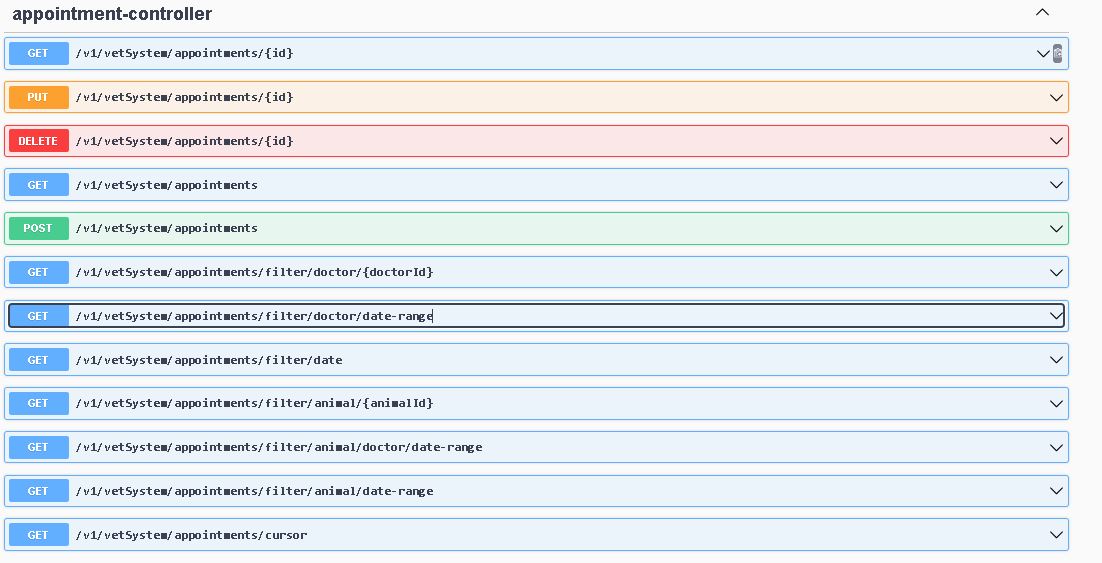 appointment-controller
GET /v1/vetSystem/appointments/{id}
PUT /v1/vetSystem/appointments/{id}
DELETE /v1/vetSystem/appointments/{id}
GET /v1/vetSystem/appointments
POST /v1/vetSystem/appointments
GET /v1/vetSystem/appointments/filter/doctor/{doctorId}
GET /v1/vetSystem/appointments/filter/doctor/date-range
GET /v1/vetSystem/appointments/filter/date
GET /v1/vetSystem/appointments/filter/animal/{animalId}
GET /v1/vetSystem/appointments/filter/animal/doctor/date-range
GET /v1/vetSystem/appointments/filter/animal/date-range
GET /v1/vetSystem/appointments/cursor